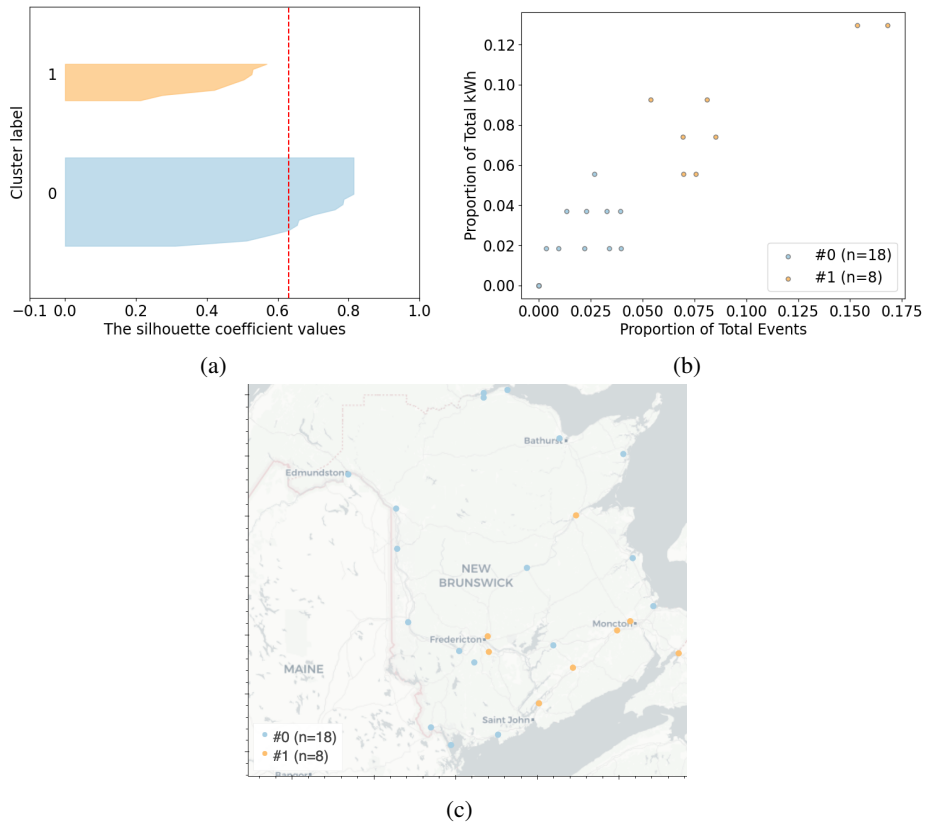 1
0
Cluster label
−0.1 0.0 0.2 0.4 0.6 0.8 1.0
The silhouette coefficient values
(a)
0.12
0.10
0.08
0.06
0.04
0.02
0.00
Proportion of Total kWh
#0 (n=18)
#1 (n=8)
0.000 0.025 0.050 0.075 0.100 0.125 0.150 0.175
Proportion of Total Events
(b)
Bathurst
Edmundston
NEW
BRUNSWICK
Moncton
Fredericton
MAINE
Saint John
#0 (n=18)
#1 (n=8)
Bangor
(c)